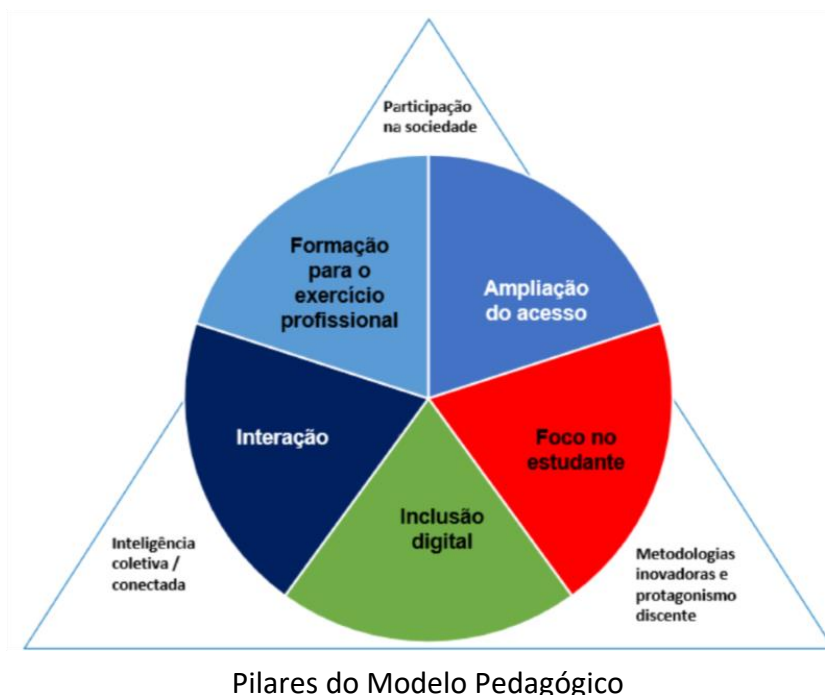 Participação
na sociedade
Formação
para o
exercício
profissional
Ampliação
do acesso
Interação
Foco no
estudante
Inclusão
digital
Inteligência
coletiva /
conectada
Metodologias
inovadoras e
protagonismo
discente
Pilares do Modelo Pedagógico